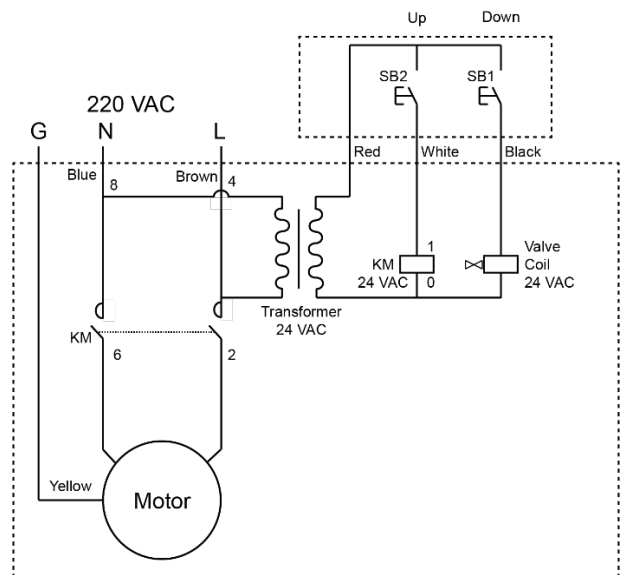 Up Down
SB2 SB1
220 VAC
G N L
Red White Black
Blue 8 Brown 4
1
KM
24 VAC 0
Valve
Coil
24 VAC
Transformer
24 VAC
KM
6 2
Yellow
Motor